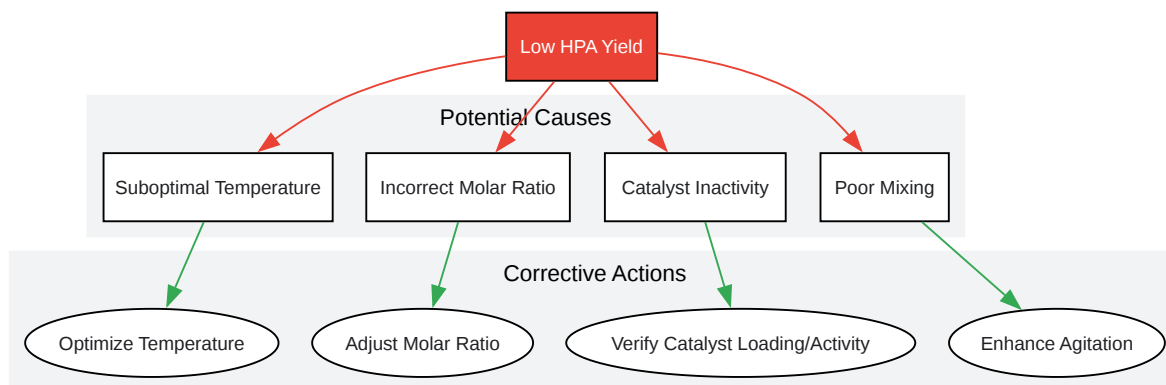 Low HPA Yield
Potential Causes
Suboptimal Temperature
Incorrect Molar Ratio
Catalyst Inactivity
Poor Mixing
Corrective Actions
Optimize Temperature
Adjust Molar Ratio
Verify Catalyst Loading/Activity
Enhance Agitation